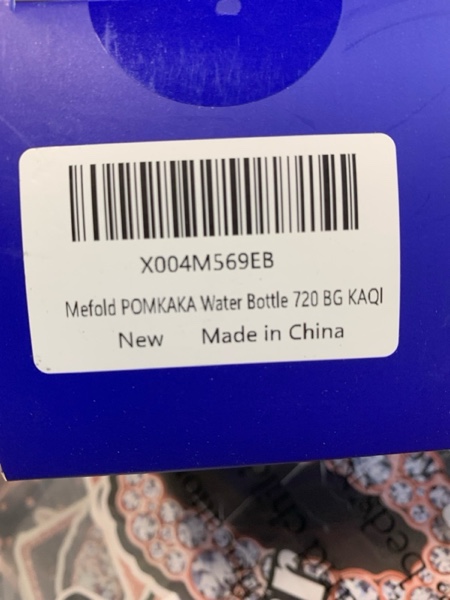 X004M569EB
Mefold POMKAKA Water Bottle 720 BG KAQI
New Made in China